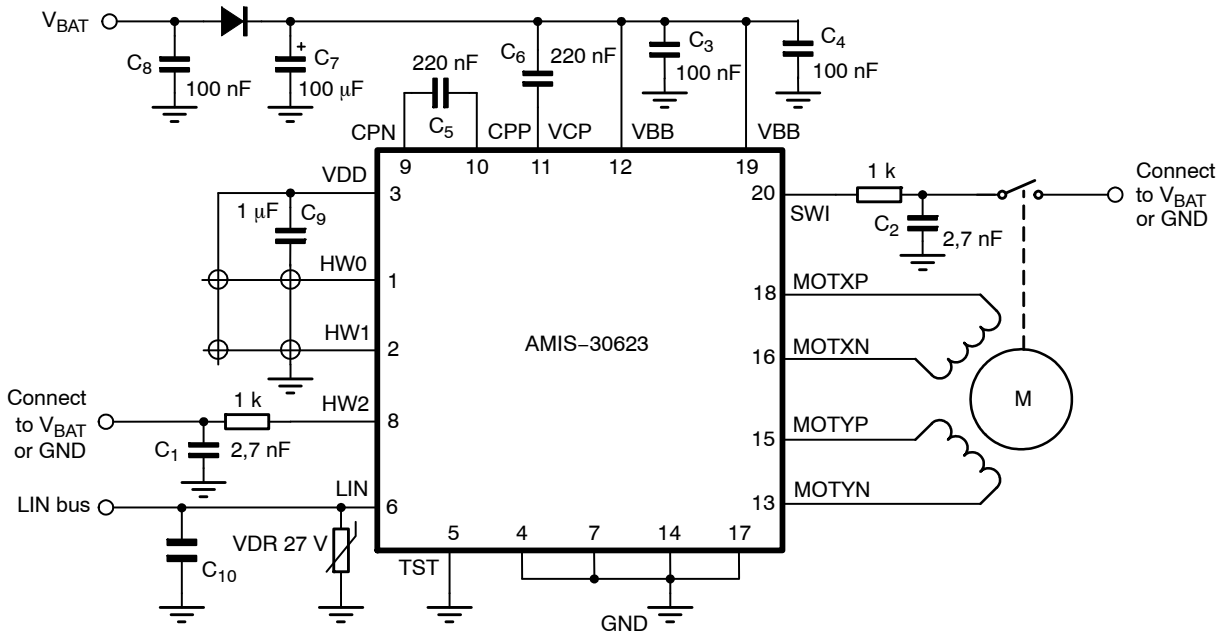 V_BAT
C8
100 nF
+
C7
100 μF
220 nF
C5
C6
220 nF
C3
100 nF
C4
100 nF
CPN
CPP
VCP
VBB
VBB
9
10
11
12
19
VDD
3
1 μF
C9
HW0
1
HW1
2
AMIS−30623
20
SWI
1 k
C2
2,7 nF
Connect
to V_BAT
or GND
MOTXP
18
MOTXN
16
M
MOTYP
15
MOTYN
13
Connect
to V_BAT
or GND
1 k
HW2
8
C1
2,7 nF
LIN bus
LIN
6
C10
VDR 27 V
TST
5
4
7
14
17
GND